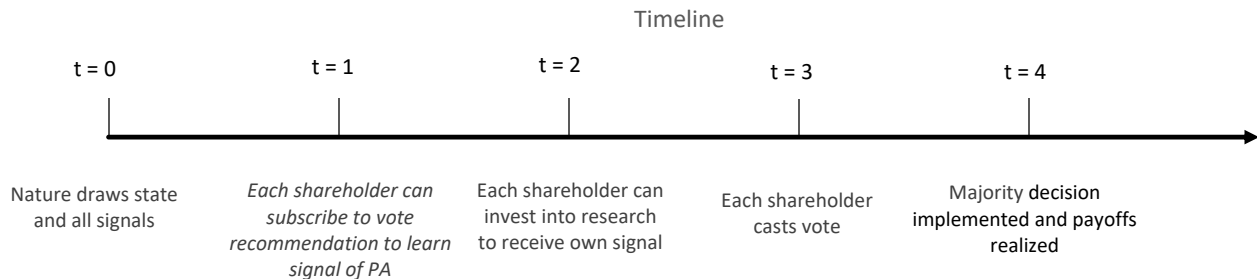 Timeline
t = 0
t = 1
t = 2
t = 3
t = 4
Nature draws state
and all signals
Each shareholder can
subscribe to vote
recommendation to learn
signal of PA
Each shareholder can
invest into research
to receive own signal
Each shareholder
casts vote
Majority decision
implemented and payoffs
realized